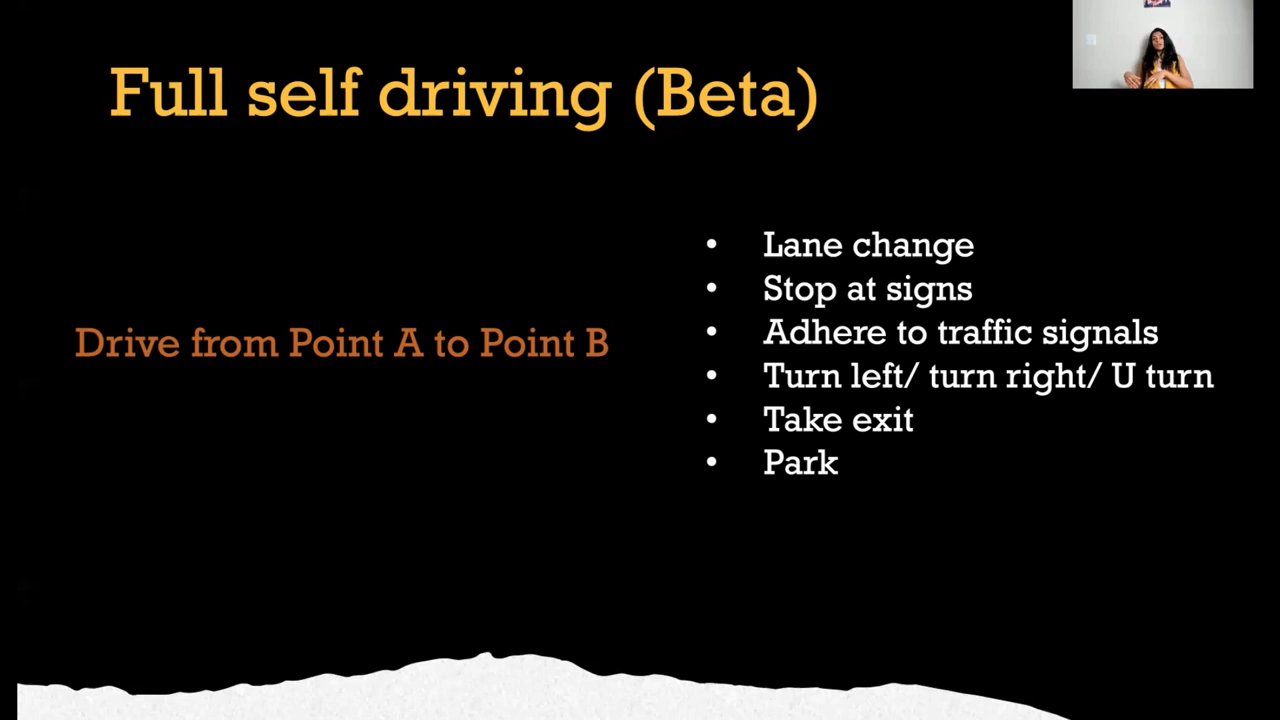 Full self driving (Beta)
Drive from Point A to Point B
• Lane change
• Stop at signs
• Adhere to traffic signals
• Turn left/ turn right/ U turn
• Take exit
• Park